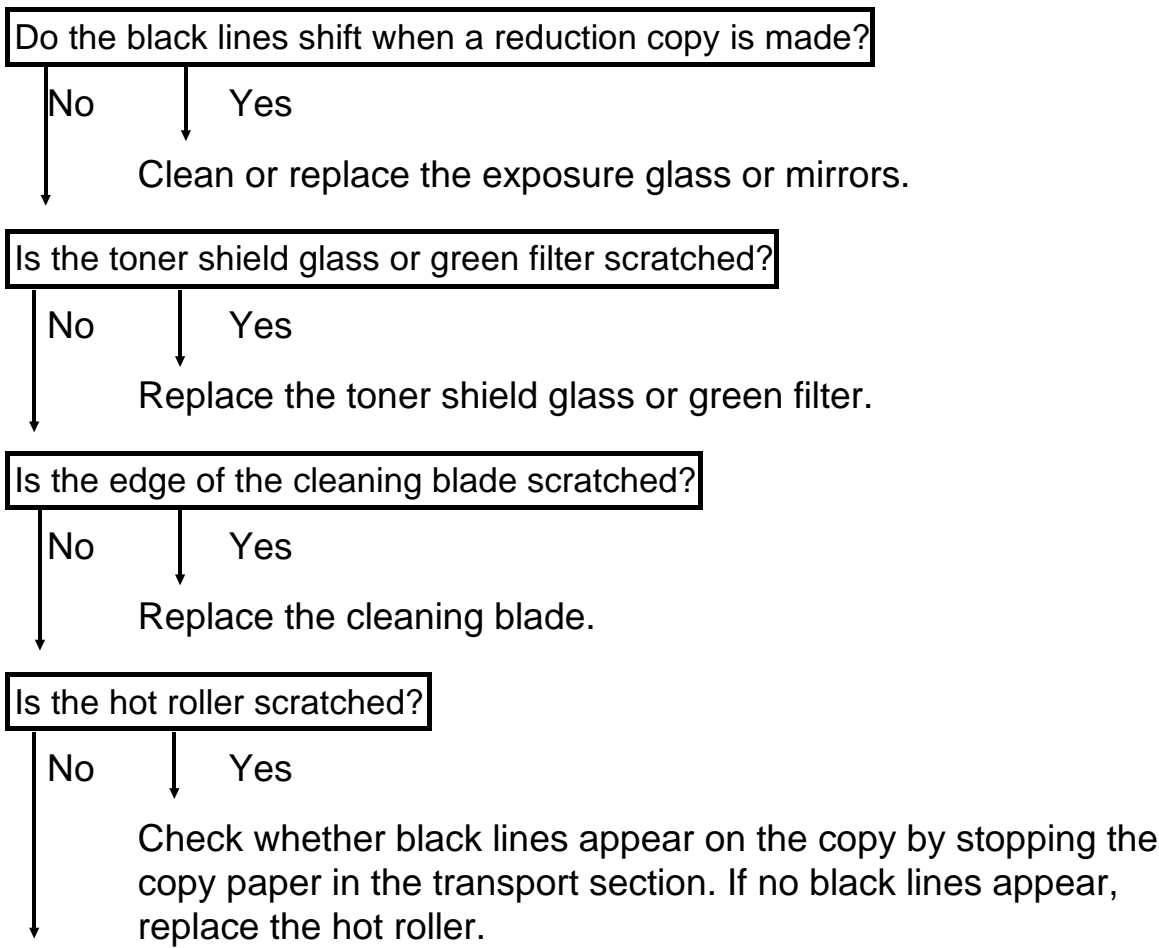 Do the black lines shift when a reduction copy is made?
No Yes
Clean or replace the exposure glass or mirrors.
Is the toner shield glass or green filter scratched?
No Yes
Replace the toner shield glass or green filter.
Is the edge of the cleaning blade scratched?
No Yes
Replace the cleaning blade.
Is the hot roller scratched?
No Yes
Check whether black lines appear on the copy by stopping the
copy paper in the transport section. If no black lines appear,
replace the hot roller.